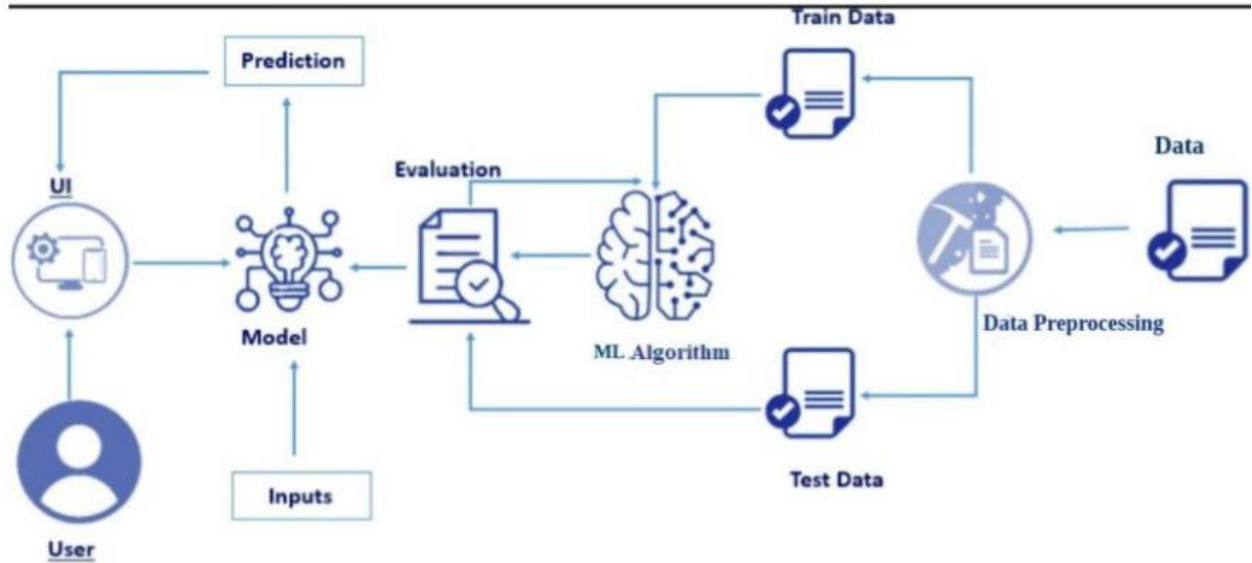 Train Data
Prediction
Data
Evaluation
UI
Data Preprocessing
Model
ML Algorithm
Test Data
Inputs
User